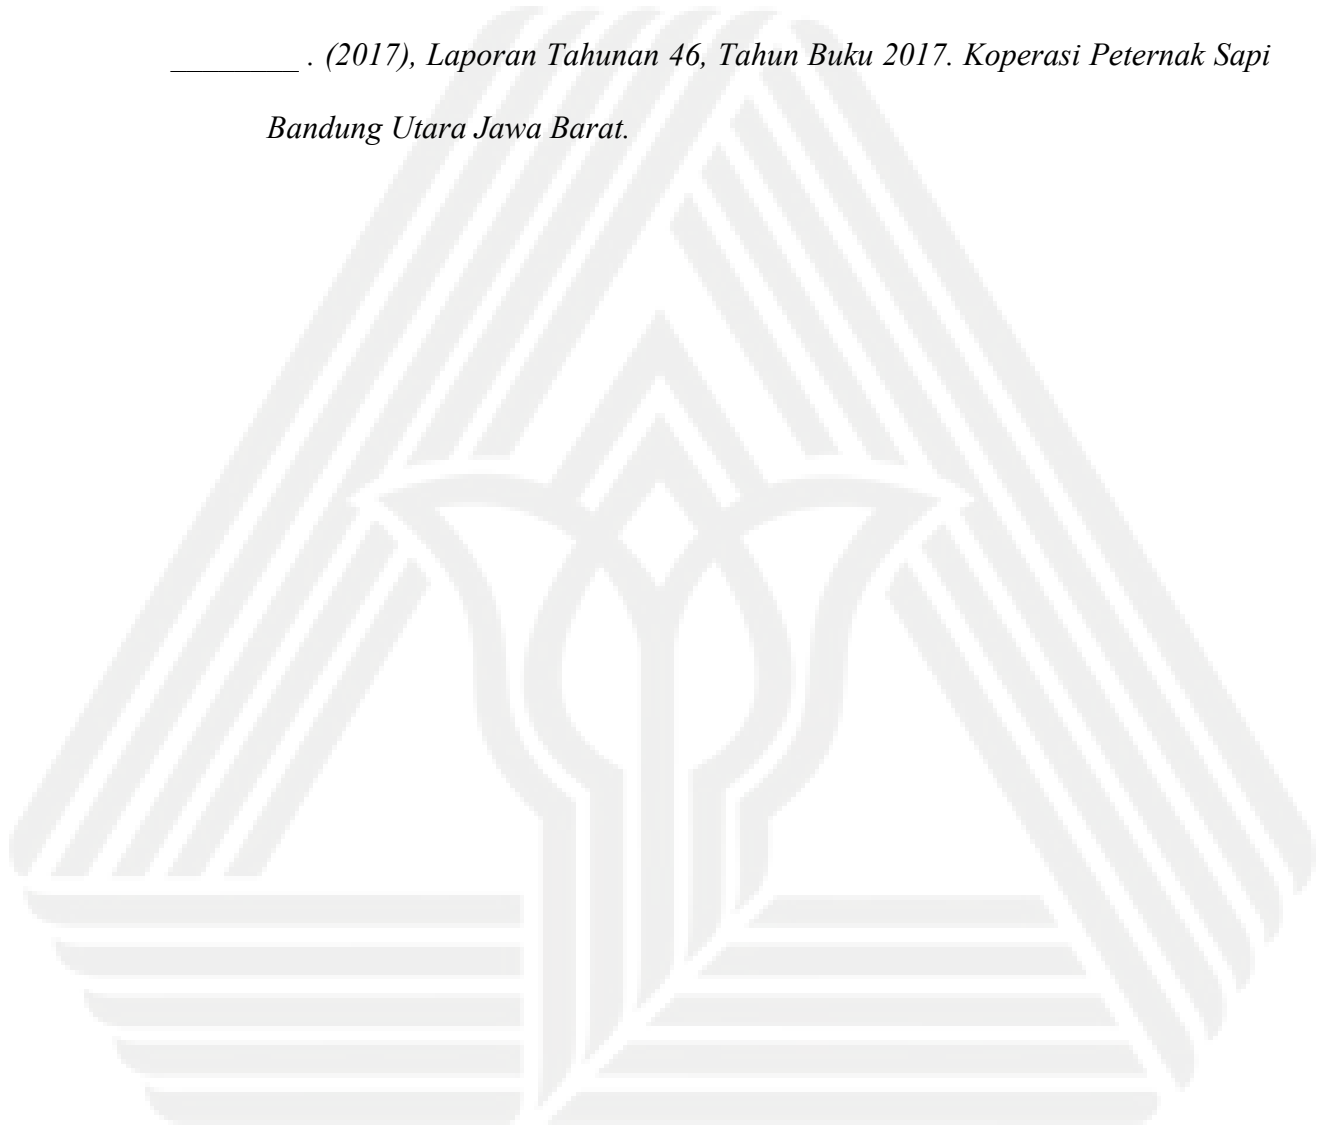 ________ . (2017), Laporan Tahunan 46, Tahun Buku 2017. Koperasi Peternak Sapi
Bandung Utara Jawa Barat.